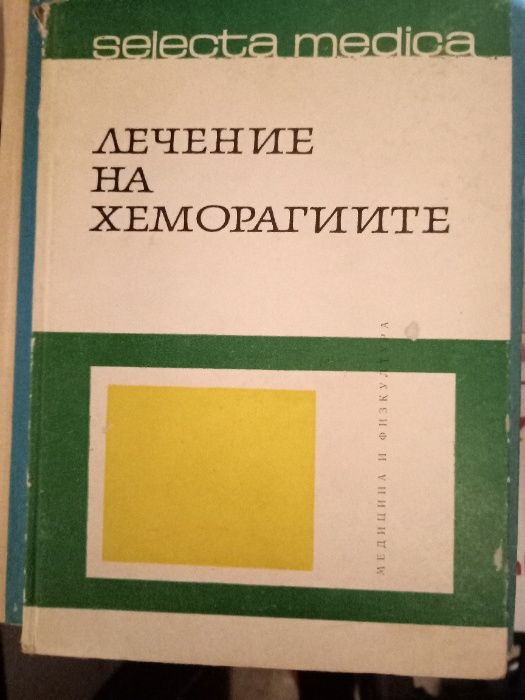 selecta medica
ЛЕЧЕНИЕ
НА
ХЕМОРАГИИТЕ
МЕДИЦИНА И ФИЗКУЛТУРА